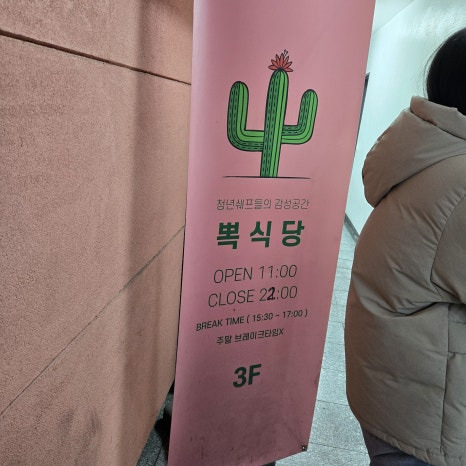 청년쉐프들의 감성공간
뽁식당
OPEN 11:00
CLOSE 22:00
BREAK TIME ( 15:30 ~ 17:00 )
주말 브레이크타임X
3F